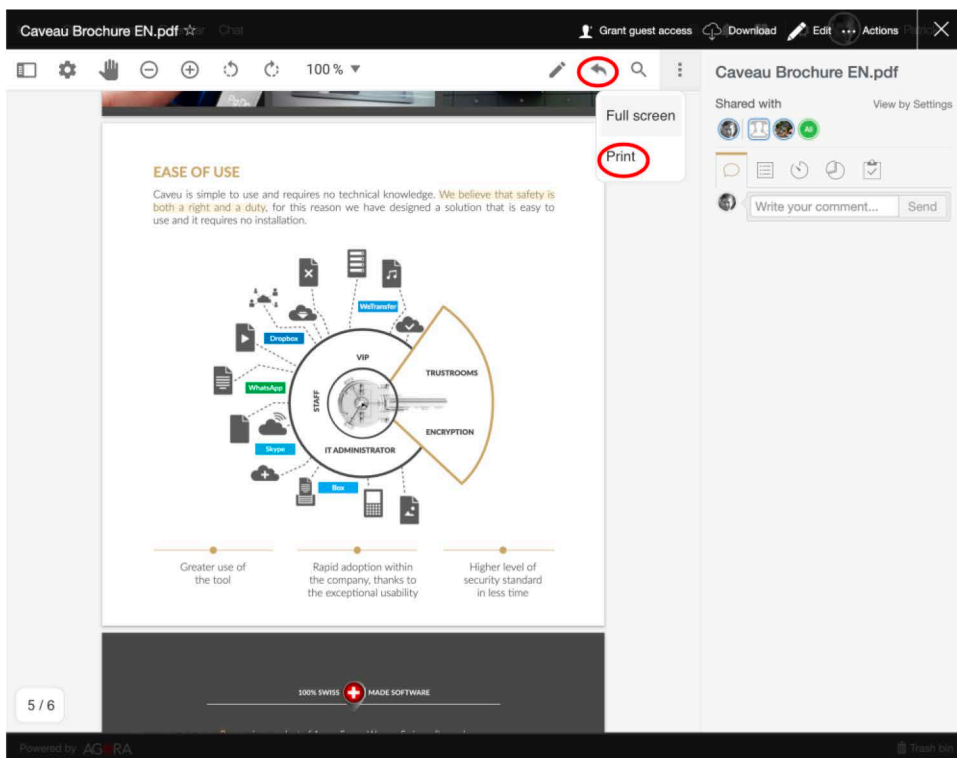 Caveau Brochure EN.pdf ☆ Chat
Grant guest access Download Edit ... Actions
100 % ▼
Full screen
Print
Caveau Brochure EN.pdf
Shared with View by Settings
All
Write your comment... Send
EASE OF USE
Caveu is simple to use and requires no technical knowledge. We believe that safety is
both a right and a duty, for this reason we have designed a solution that is easy to
use and it requires no installation.
WeTransfer
Dropbox
VIP
TRUSTROOMS
WhatsApp
STAFF
ENCRYPTION
Skype
IT ADMINISTRATOR
Box
Greater use of
the tool
Rapid adoption within
the company, thanks to
the exceptional usability
Higher level of
security standard
in less time
100% SWISS MADE SOFTWARE
5 / 6
Powered by AGORA
Trash bin